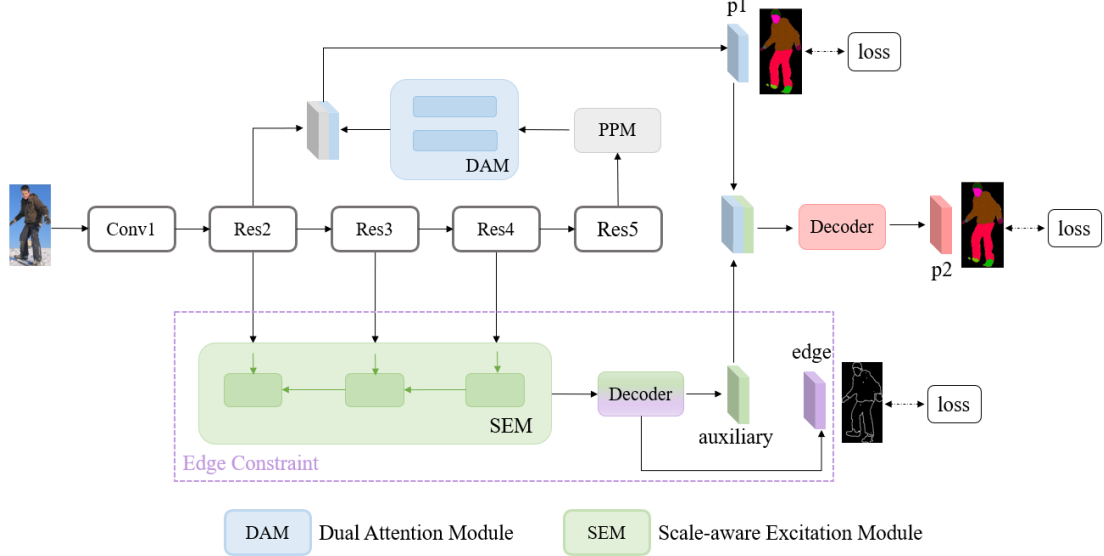 p1
loss
PPM
DAM
Conv1
Res2
Res3
Res4
Res5
Decoder
loss
p2
edge
Decoder
loss
SEM
auxiliary
Edge Constraint
DAM Dual Attention Module
SEM Scale-aware Excitation Module